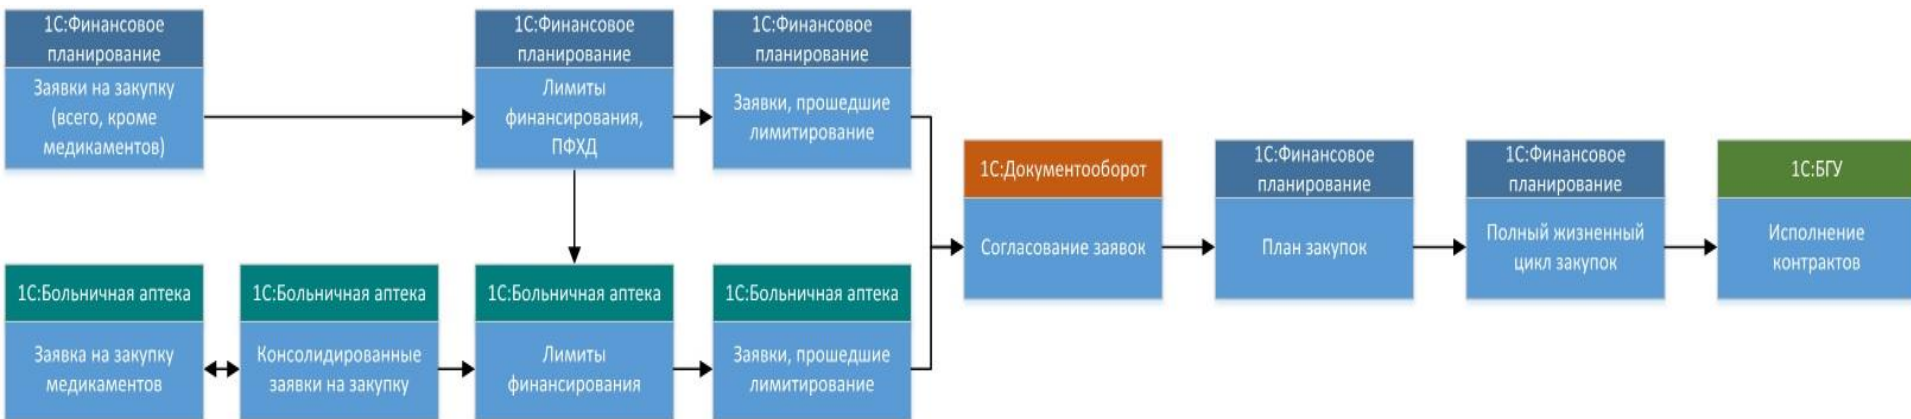 1С:Финансовое
планирование
Заявки на закупку
(всего, кроме
медикаментов)
1С:Финансовое
планирование
Лимиты
финансирования,
ПФХД
1С:Финансовое
планирование
Заявки, прошедшие
лимитирование
1С:Больничная аптека
Заявка на закупку
медикаментов
1С:Больничная аптека
Консолидированные
заявки на закупку
1С:Больничная аптека
Лимиты
финансирования
1С:Больничная аптека
Заявки, прошедшие
лимитирование
1С:Документооборот
Согласование заявок
1С:Финансовое
планирование
План закупок
1С:Финансовое
планирование
Полный жизненный
цикл закупок
1С:БГУ
Исполнение
контрактов